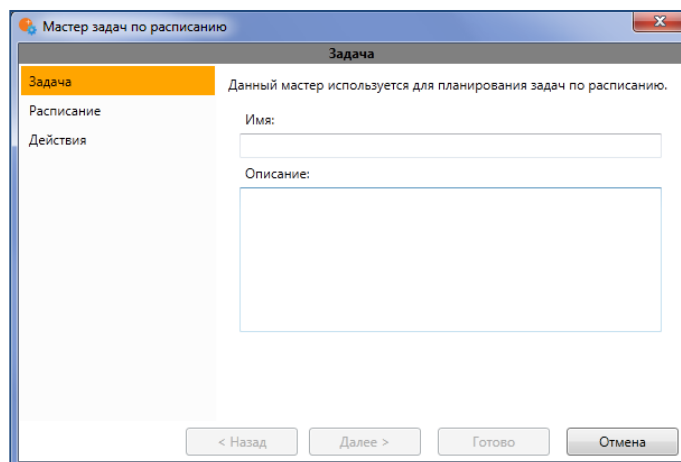 Мастер задач по расписанию
Задача
Задача
Данный мастер используется для планирования задач по расписанию.
Расписание
Имя:
Действия
Описание:
< Назад
Далее >
Готово
Отмена